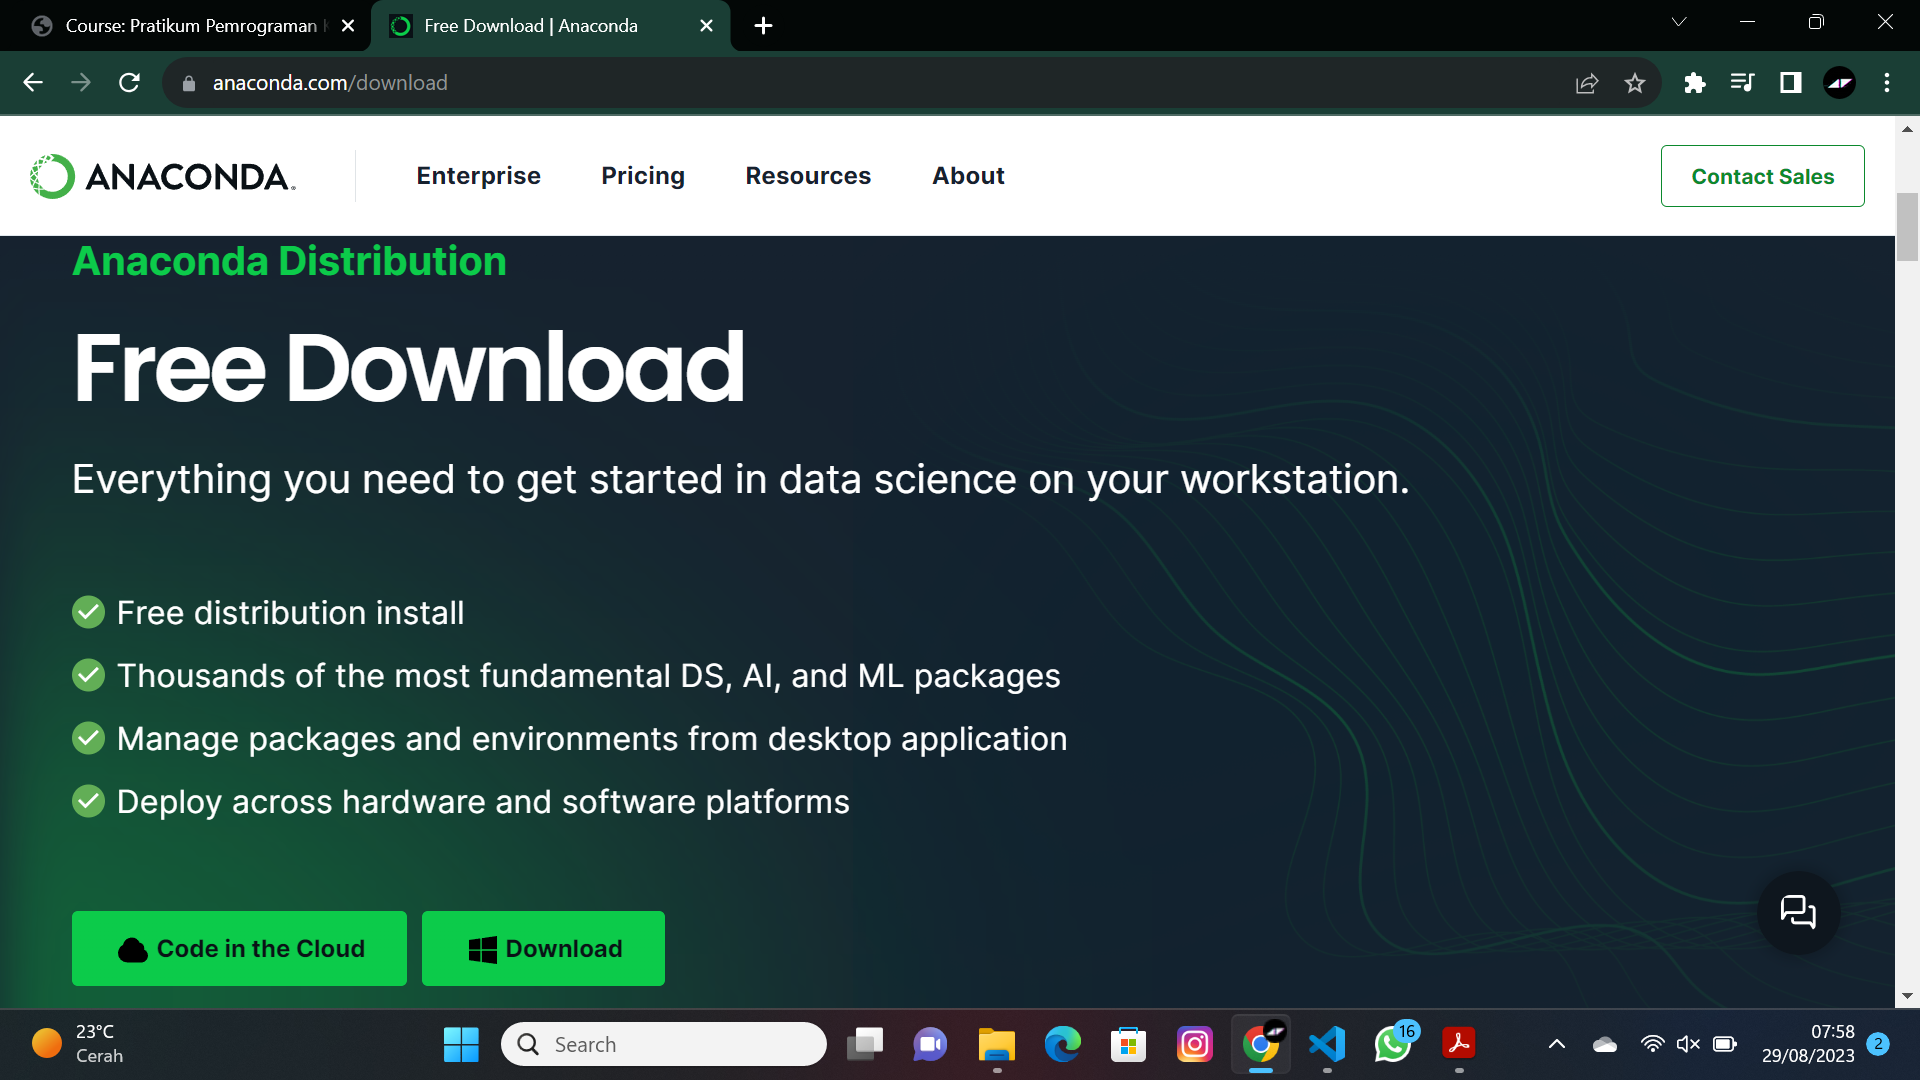 Course: Pratikum Pemrograman
Free Download | Anaconda
anaconda.com/download
ANACONDA.
Enterprise
Pricing
Resources
About
Contact Sales
Anaconda Distribution
Free Download
Everything you need to get started in data science on your workstation.
Free distribution install
Thousands of the most fundamental DS, AI, and ML packages
Manage packages and environments from desktop application
Deploy across hardware and software platforms
Code in the Cloud
Download
23°C
Cerah
Search
16
07:58
29/08/2023
2